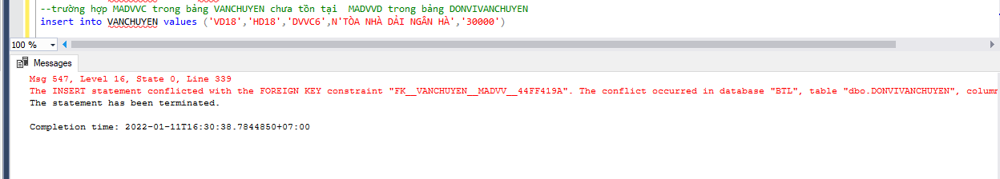 --trường hợp MADVVC trong bảng VANCHUYEN chưa tồn tại  MADVVD trong bảng DONVIVANCHUYEN
insert into VANCHUYEN values ('VD18','HD18','DVVC6',N'TÒA NHÀ DẢI NGÂN HÀ','30000')
100 %
Messages
Msg 547, Level 16, State 0, Line 339
The INSERT statement conflicted with the FOREIGN KEY constraint "FK__VANCHUYEN__MADVV__44FF419A". The conflict occurred in database "BTL", table "dbo.DONVIVANCHUYEN", column
The statement has been terminated.
Completion time: 2022-01-11T16:30:38.7844850+07:00